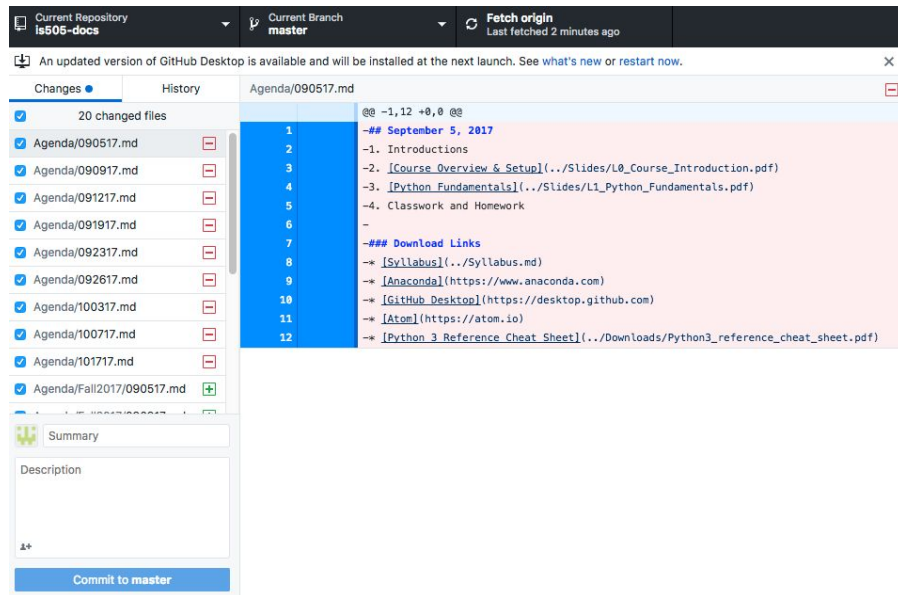 Current Repository
is505-docs
Current Branch
master
Fetch origin
Last fetched 2 minutes ago
An updated version of GitHub Desktop is available and will be installed at the next launch. See what's new or restart now.
Changes
History
20 changed files
Agenda/090517.md
Agenda/090917.md
Agenda/091217.md
Agenda/091917.md
Agenda/092317.md
Agenda/092617.md
Agenda/100317.md
Agenda/100717.md
Agenda/101717.md
Agenda/Fall2017/090517.md
Summary
Description
Commit to master
Agenda/090517.md
@@ -1,12 +0,0 @@
1 -## September 5, 2017
2 -1. Introductions
3 -2. [Course Overview & Setup](../Slides/L0_Course_Introduction.pdf)
4 -3. [Python Fundamentals](../Slides/L1_Python_Fundamentals.pdf)
5 -4. Classwork and Homework
6 -
7 -### Download Links
8 -* [Syllabus](../Syllabus.md)
9 -* [Anaconda](https://www.anaconda.com)
10 -* [GitHub Desktop](https://desktop.github.com)
11 -* [Atom](https://atom.io)
12 -* [Python 3 Reference Cheat Sheet](../Downloads/Python3_reference_cheat_sheet.pdf)